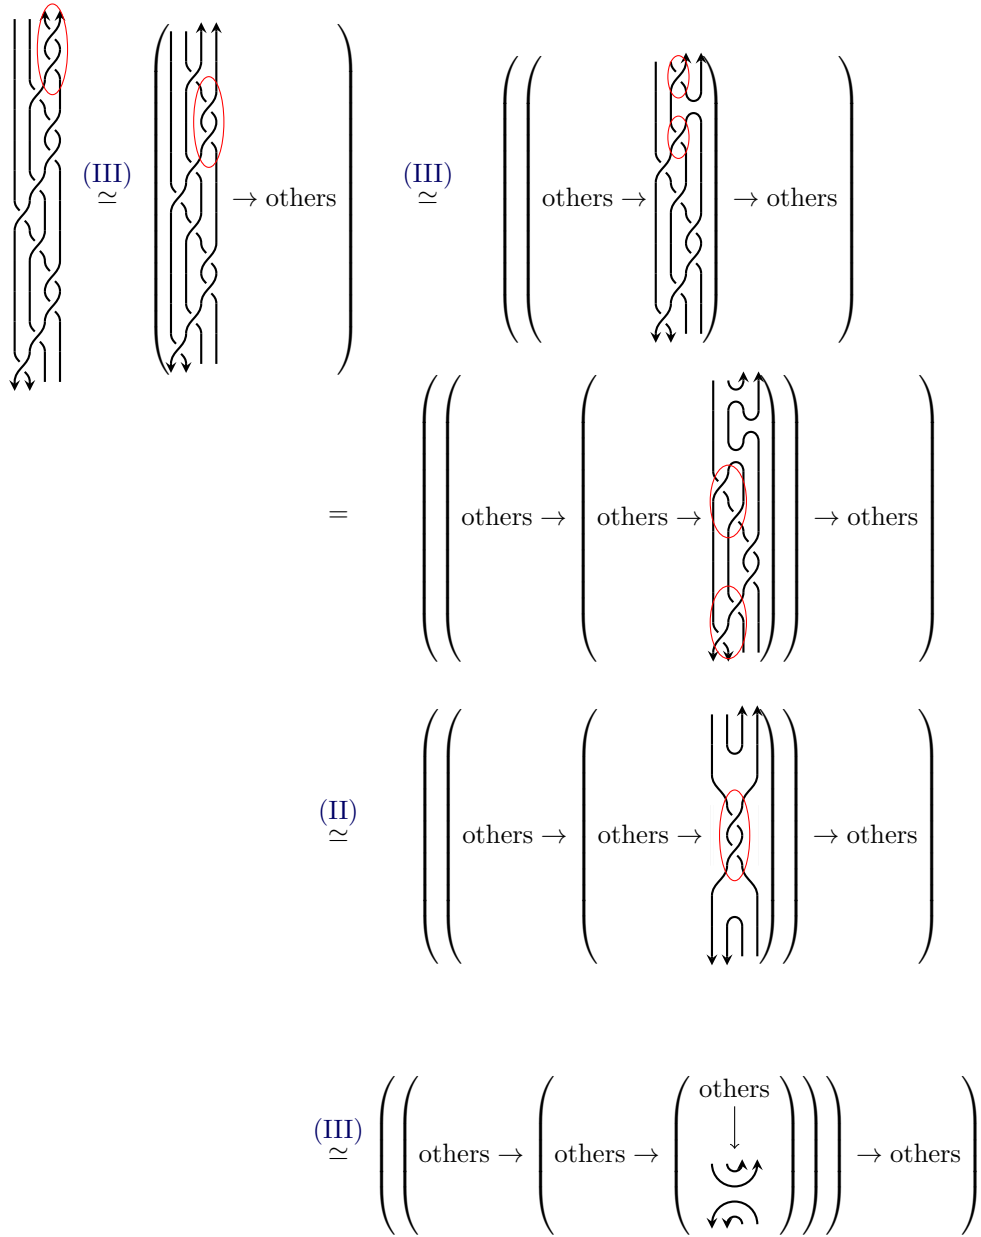 (III) ≃ ( → others ) (III) ≃ ( ( others → ) → others )
= ( ( others → ( others → ) ) → others )
(II) ≃ ( ( others → ( others → ) ) → others )
(III) ≃ ( ( others → ( others → ( others ↓ ) ) ) → others )